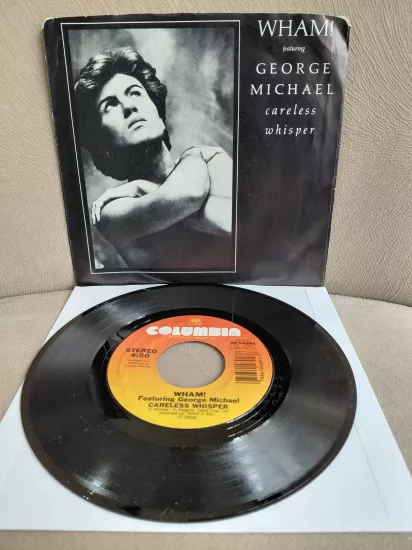 WHAM!
featuring
GEORGE
MICHAEL
careless
whisper
COLUMBIA
STEREO
4:50
WHAM!
Featuring George Michael
CARELESS WHISPER